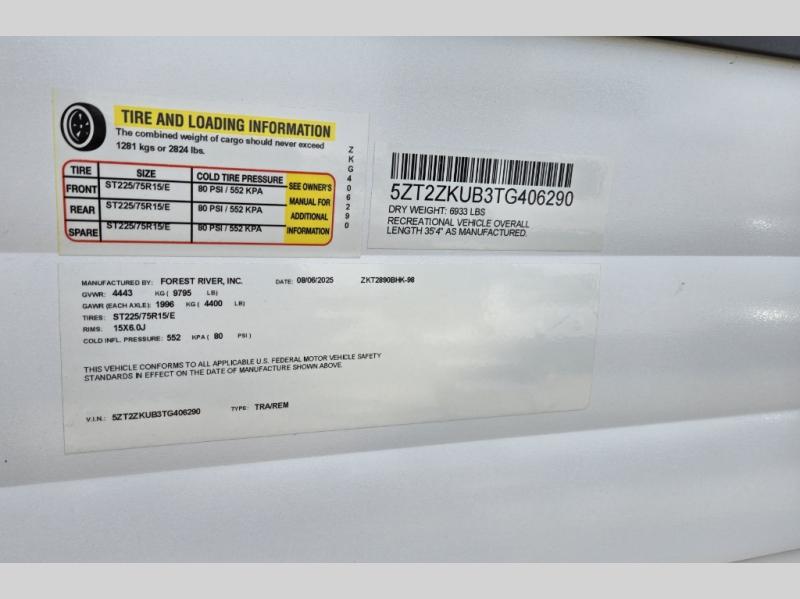 TIRE AND LOADING INFORMATION
The combined weight of cargo should never exceed
1281 kgs or 2824 lbs.
TIRE SIZE COLD TIRE PRESSURE
FRONT ST225/75R15/E 80 PSI / 552 KPA
REAR ST225/75R15/E 80 PSI / 552 KPA
SPARE ST225/75R15/E 80 PSI / 552 KPA
SEE OWNER'S
MANUAL FOR
ADDITIONAL
INFORMATION
ZKG406290
5ZT2ZKUB3TG406290
DRY WEIGHT: 6933 LBS
RECREATIONAL VEHICLE OVERALL
LENGTH 35'4" AS MANUFACTURED.
MANUFACTURED BY: FOREST RIVER, INC. DATE: 08/06/2025 ZKT2890BHK-98
GVWR: 4443 KG ( 9795 LB)
GAWR (EACH AXLE): 1996 KG ( 4400 LB)
TIRES: ST225/75R15/E
RIMS: 15X6.0J
COLD INFL. PRESSURE: 552 KPA ( 80 PSI )
THIS VEHICLE CONFORMS TO ALL APPLICABLE U.S. FEDERAL MOTOR VEHICLE SAFETY
STANDARDS IN EFFECT ON THE DATE OF MANUFACTURE SHOWN ABOVE.
V.I.N.: 5ZT2ZKUB3TG406290 TYPE: TRA/REM